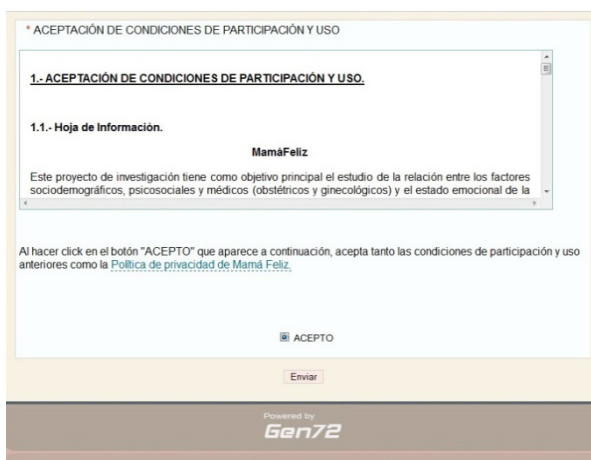 * ACEPTACIÓN DE CONDICIONES DE PARTICIPACIÓN Y USO
1.- ACEPTACIÓN DE CONDICIONES DE PARTICIPACIÓN Y USO.
1.1.- Hoja de Información.
MamáFeliz
Este proyecto de investigación tiene como objetivo principal el estudio de la relación entre los factores
sociodemográficos, psicosociales y médicos (obstétricos y ginecológicos) y el estado emocional de la
Al hacer click en el botón "ACEPTO" que aparece a continuación, acepta tanto las condiciones de participación y uso
anteriores como la Política de privacidad de Mamá Feliz.
ACEPTO
Enviar
Powered by
Gen72